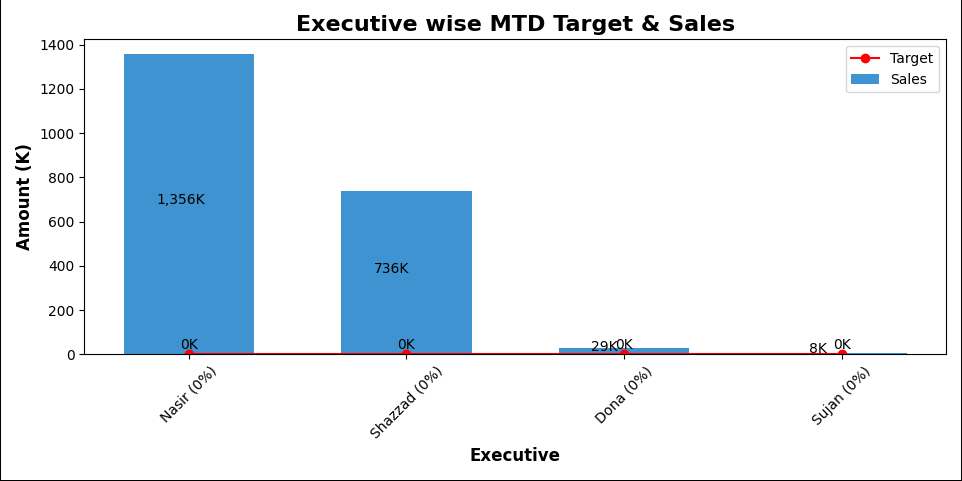 Executive wise MTD Target & Sales
Target
Sales
Amount (K)
1400
1200
1000
800
600
400
200
0
1,356K
736K
29K
8K
0K
0K
0K
0K
Nasir (0%)
Shazzad (0%)
Dona (0%)
Sujan (0%)
Executive